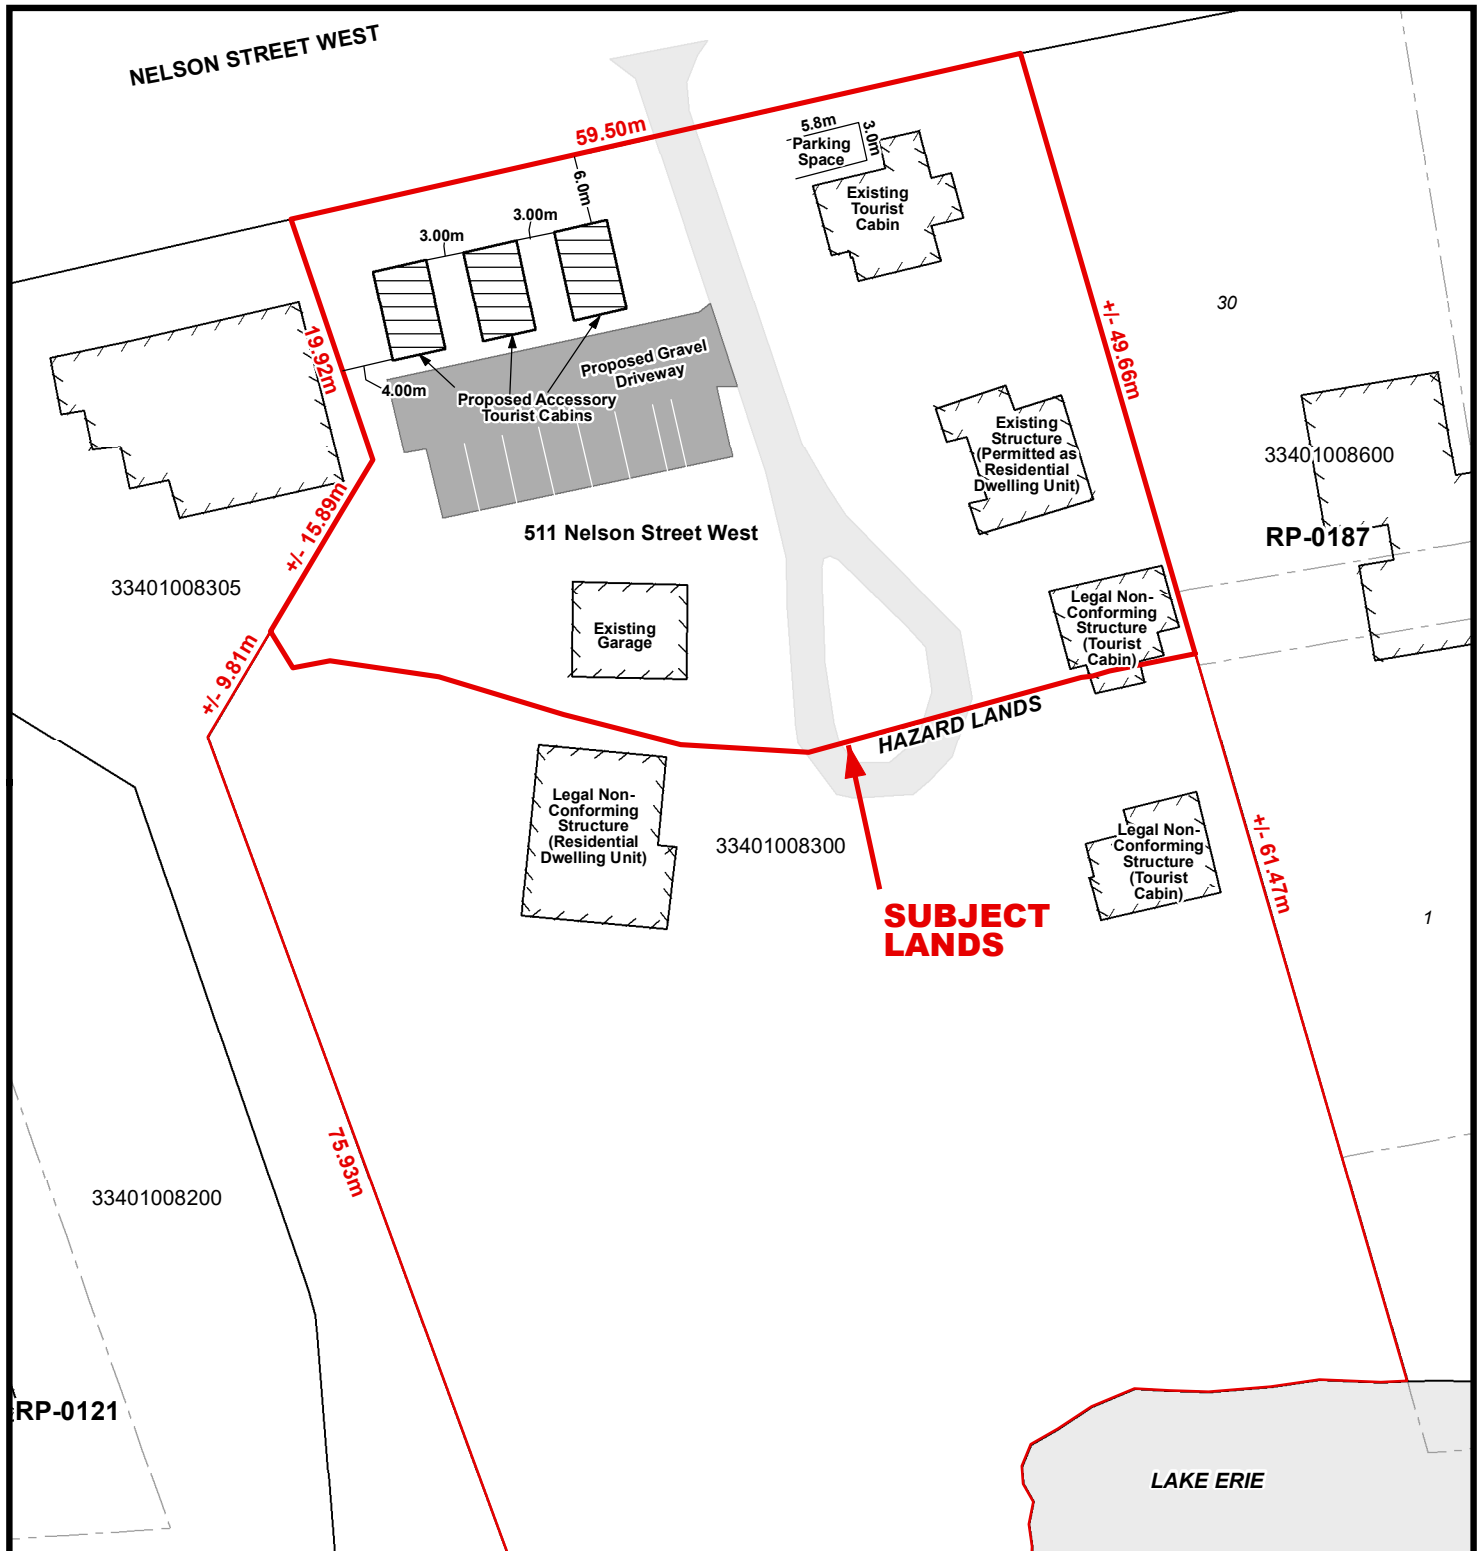 NELSON STREET WEST
59.50m
5.8m
3.0m
Parking
Space
6.0m
Existing
Tourist
Cabin
3.00m
3.00m
30
+/- 49.66m
19.92m
4.00m
Proposed Gravel
Driveway
Proposed Accessory
Tourist Cabins
Existing
Structure
(Permitted as
Residential
Dwelling Unit)
33401008600
+/- 15.89m
511 Nelson Street West
RP-0187
33401008305
Existing
Garage
Legal Non-
Conforming
Structure
(Tourist
Cabin)
+/- 9.81m
HAZARD LANDS
Legal Non-
Conforming
Structure
(Residential
Dwelling Unit)
33401008300
Legal Non-
Conforming
Structure
(Tourist
Cabin)
+/- 61.47m
SUBJECT
LANDS
1
75.93m
33401008200
RP-0121
LAKE ERIE